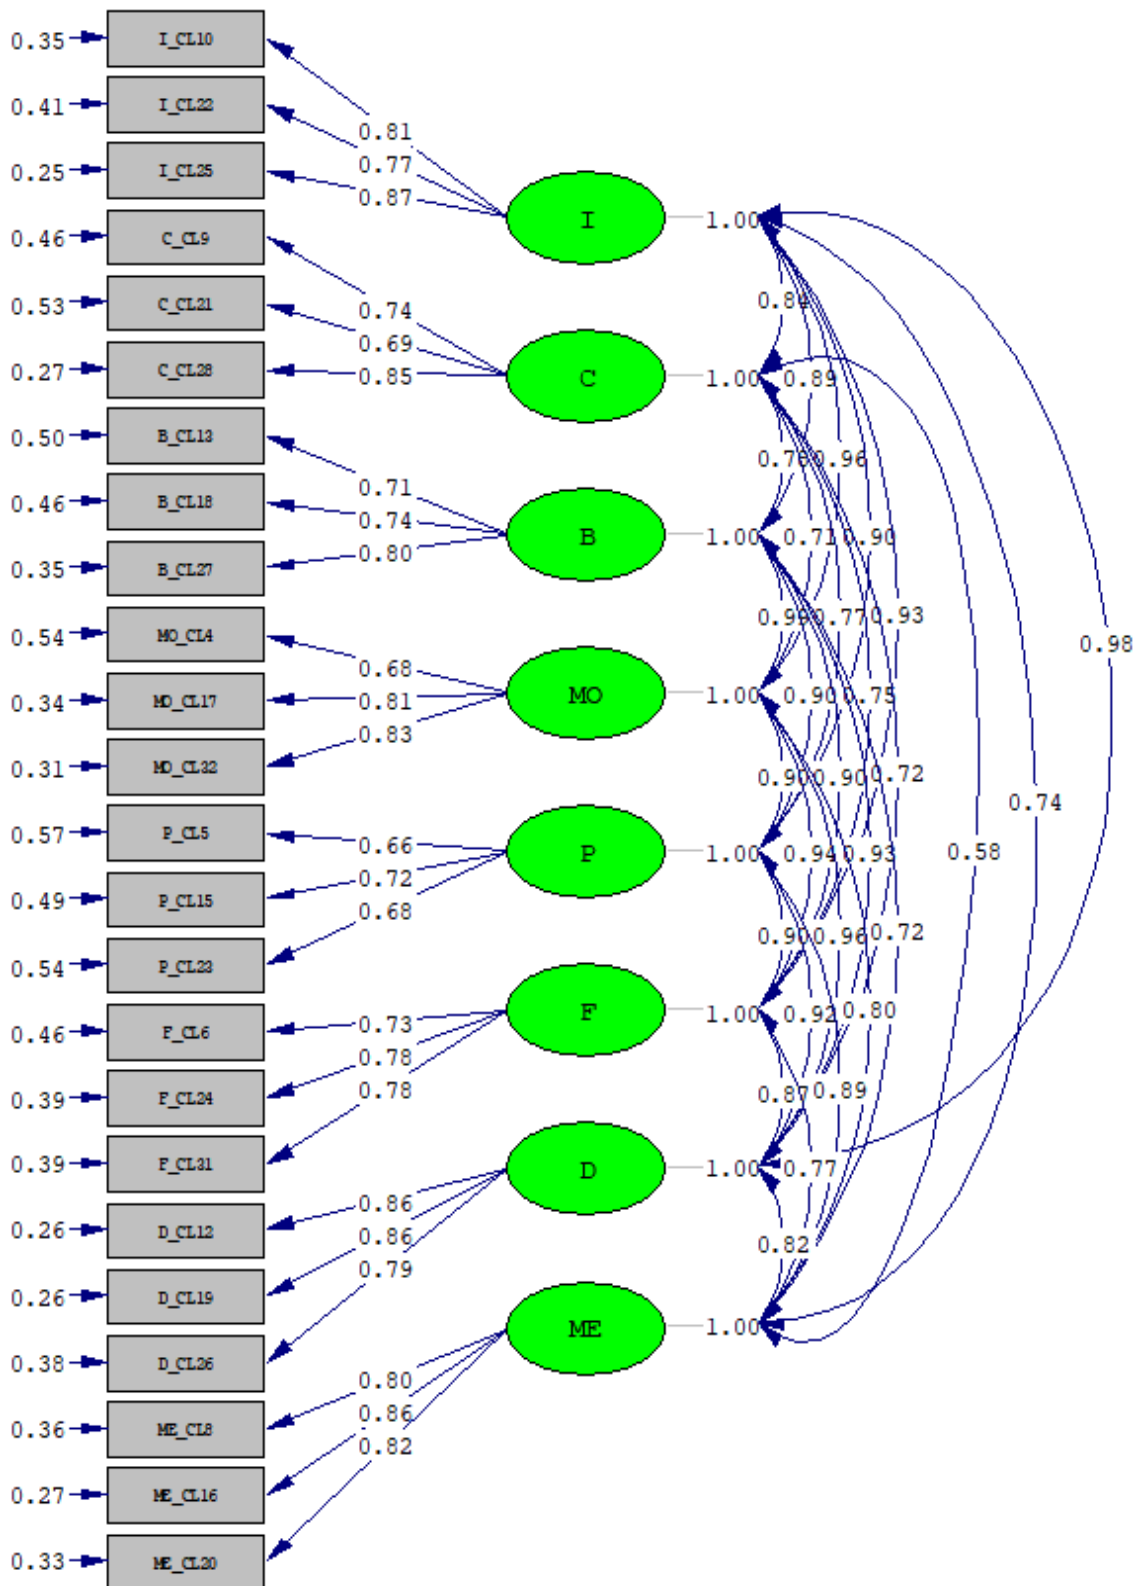 0.35 I_CL10
0.41 I_CL22
0.81
0.77
0.25 I_CL25
0.87
I 1.00
0.46 C_CL9
0.84
0.53 C_CL21
0.74
0.69
0.27 C_CL28
0.85
C 1.00 0.89
0.50 B_CL13
0.96
0.71
0.46 B_CL18
0.74
B 1.00 0.71 0.90
0.80
0.35 B_CL27
0.99 0.77 0.93
0.54 MO_CL4
0.98
0.68
0.34 MO_CL17
0.81
MO 1.00 0.90 0.75
0.83
0.31 MO_CL32
0.90 0.90 0.72
0.74
0.57 P_CL5
0.66
P 1.00 0.94 0.93 0.58
0.72
0.49 P_CL15
0.68
0.90 0.96 0.72
0.54 P_CL23
F 1.00 0.92 0.80
0.46 F_CL6
0.73
0.78
0.39 F_CL24
0.78
0.87 0.89
0.39 F_CL31
D 1.00 0.77
0.86
0.26 D_CL12
0.86
0.82
0.79
0.26 D_CL19
ME 1.00
0.38 D_CL26
0.80
0.86
0.36 ME_CL8
0.82
0.27 ME_CL16
0.33 ME_CL20